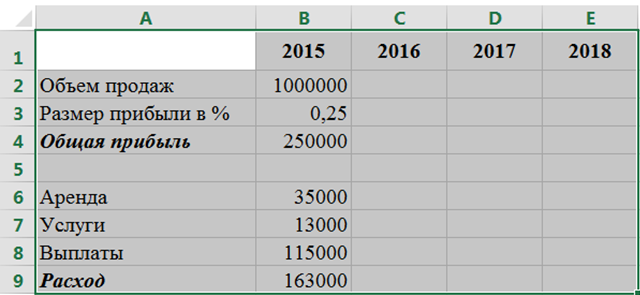 A B C D E
1 2015 2016 2017 2018
2 Объем продаж 1000000
3 Размер прибыли в % 0,25
4 Общая прибыль 250000
5
6 Аренда 35000
7 Услуги 13000
8 Выплаты 115000
9 Расход 163000